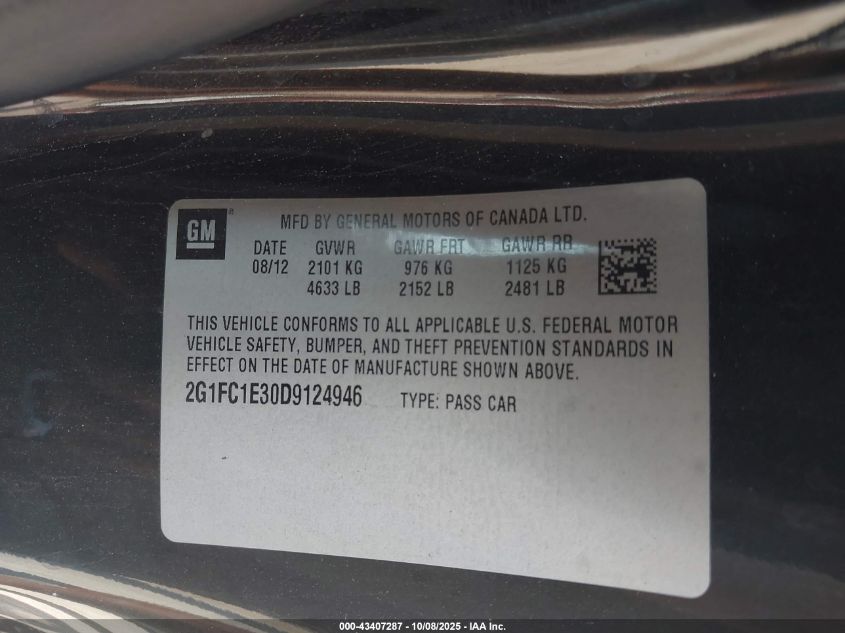 GM®
MFD BY GENERAL MOTORS OF CANADA LTD.
DATE GVWR GAWR FRT GAWR RR
08/12 2101 KG 976 KG 1125 KG
4633 LB 2152 LB 2481 LB
THIS VEHICLE CONFORMS TO ALL APPLICABLE U.S. FEDERAL MOTOR
VEHICLE SAFETY, BUMPER, AND THEFT PREVENTION STANDARDS IN
EFFECT ON THE DATE OF MANUFACTURE SHOWN ABOVE.
2G1FC1E30D9124946 TYPE: PASS CAR
000-43407287 - 10/08/2025 - IAA Inc.